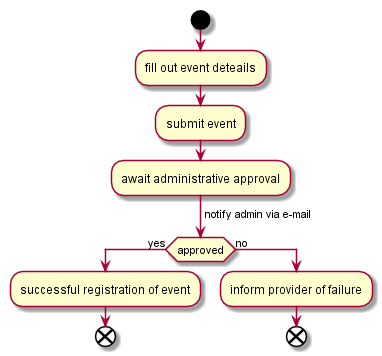 fill out event deteails
submit event
await administrative approval
notify admin via e-mail
yes
approved
no
successful registration of event
inform provider of failure